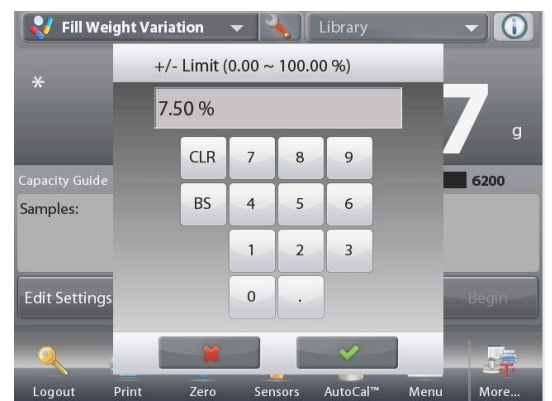 Fill Weight Variation
Library
+/- Limit (0.00 ~ 100.00 %)
*
7.50 %
7
g
CLR 7 8 9
Capacity Guide
6200
BS 4 5 6
Samples:
1 2 3
0 .
Edit Settings
Begin
Logout Print Zero Sensors AutoCal™ Menu More...